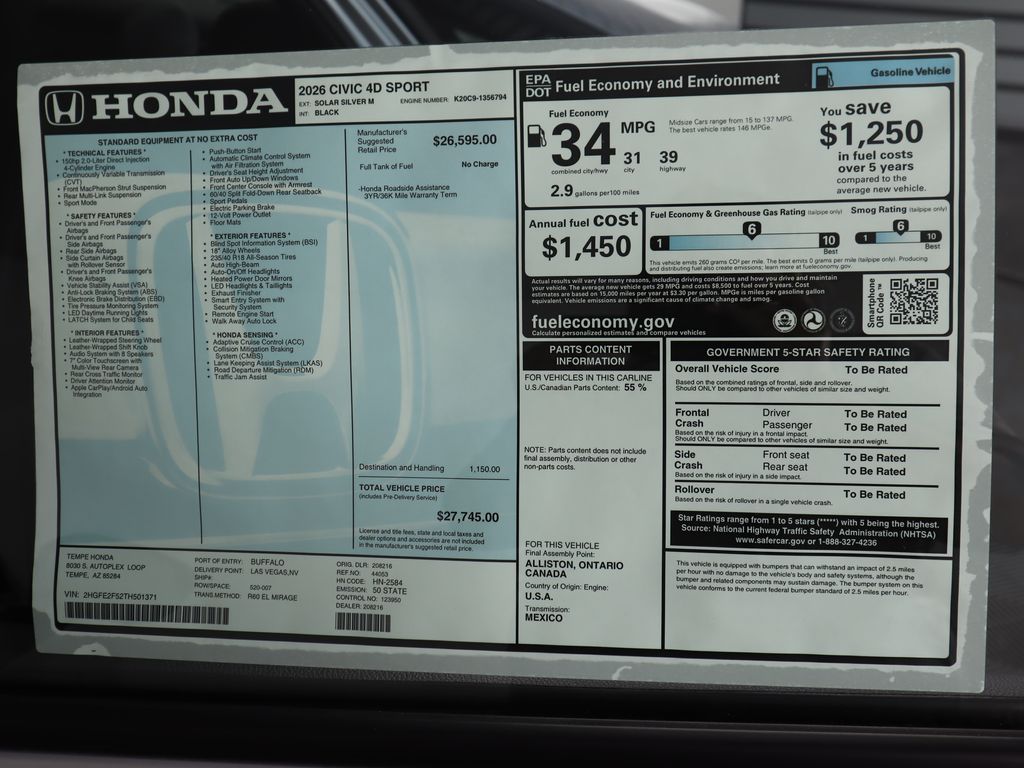 HONDA
2026 CIVIC 4D SPORT
EXT: SOLAR SILVER M ENGINE NUMBER: K20C9-1356794
INT: BLACK
STANDARD EQUIPMENT AT NO EXTRA COST
* TECHNICAL FEATURES *
• 150hp 2.0-Liter Direct Injection
4-Cylinder Engine
• Continuously Variable Transmission
(CVT)
• Front MacPherson Strut Suspension
• Rear Multi-Link Suspension
• Sport Mode
* SAFETY FEATURES *
• Driver's and Front Passenger's
Airbags
• Driver's and Front Passenger's
Side Airbags
• Rear Side Airbags
• Side Curtain Airbags
with Rollover Sensor
• Driver's and Front Passenger's
Knee Airbags
• Vehicle Stability Assist (VSA)
• Anti-Lock Braking System (ABS)
• Electronic Brake Distribution (EBD)
• Tire Pressure Monitoring System
• LED Daytime Running Lights
• LATCH System for Child Seats
* INTERIOR FEATURES *
• Leather-Wrapped Steering Wheel
• Leather-Wrapped Shift Knob
• Audio System with 8 Speakers
• 7" Color Touchscreen with
Multi-View Rear Camera
• Rear Cross Traffic Monitor
• Driver Attention Monitor
• Apple CarPlay/Android Auto
Integration
• Push-Button Start
• Automatic Climate Control System
with Air Filtration System
• Driver's Seat Height Adjustment
• Front Auto Up/Down Windows
• Front Center Console with Armrest
• 60/40 Split Fold-Down Rear Seatback
• Sport Pedals
• Electric Parking Brake
• 12-Volt Power Outlet
• Floor Mats
* EXTERIOR FEATURES *
• Blind Spot Information System (BSI)
• 18" Alloy Wheels
• 235/40 R18 All-Season Tires
• Auto High-Beam
• Auto-On/Off Headlights
• Heated Power Door Mirrors
• LED Headlights & Taillights
• Exhaust Finisher
• Smart Entry System with
Security System
• Remote Engine Start
• Walk Away Auto Lock
* HONDA SENSING *
• Adaptive Cruise Control (ACC)
• Collision Mitigation Braking
System (CMBS)
• Lane Keeping Assist System (LKAS)
• Road Departure Mitigation (RDM)
• Traffic Jam Assist
Manufacturer's
Suggested
Retail Price $26,595.00
Full Tank of Fuel No Charge
-Honda Roadside Assistance
3YR/36K Mile Warranty Term
Destination and Handling 1,150.00
TOTAL VEHICLE PRICE
(includes Pre-Delivery Service)
$27,745.00
License and title fees, state and local taxes and
dealer options and accessories are not included
in the manufacturer's suggested retail price.
TEMPE HONDA
8030 S. AUTOPLEX LOOP
TEMPE, AZ 85284
VIN: 2HGFE2F52TH501371
PORT OF ENTRY: BUFFALO
DELIVERY POINT: LAS VEGAS,NV
SHIP#:
ROW/SPACE: 520-007
TRANS.METHOD: R60 EL MIRAGE
ORIG. DLR: 208216
REF NO: 44053
HN CODE: HN-2584
EMISSION: 50 STATE
CONTROL NO: 123950
DEALER: 208216
EPA
DOT Fuel Economy and Environment
Gasoline Vehicle
Fuel Economy
34 MPG
combined city/hwy
31 city
39 highway
2.9 gallons per 100 miles
Midsize Cars range from 15 to 137 MPG.
The best vehicle rates 146 MPGe.
You save
$1,250
in fuel costs
over 5 years
compared to the
average new vehicle.
Annual fuel cost
$1,450
Fuel Economy & Greenhouse Gas Rating (tailpipe only)
6
1 10
Best
Smog Rating (tailpipe only)
6
1 10
Best
This vehicle emits 260 grams CO² per mile. The best emits 0 grams per mile (tailpipe only). Producing
and distributing fuel also create emissions; learn more at fueleconomy.gov
Actual results will vary for many reasons, including driving conditions and how you drive and maintain
your vehicle. The average new vehicle gets 29 MPG and costs $8,500 to fuel over 5 years. Cost
estimates are based on 15,000 miles per year at $3.30 per gallon. MPGe is miles per gasoline gallon
equivalent. Vehicle emissions are a significant cause of climate change and smog.
fueleconomy.gov
Calculate personalized estimates and compare vehicles
Smartphone
QR Code™
PARTS CONTENT
INFORMATION
FOR VEHICLES IN THIS CARLINE
U.S./Canadian Parts Content: 55 %
NOTE: Parts content does not include
final assembly, distribution or other
non-parts costs.
FOR THIS VEHICLE
Final Assembly Point:
ALLISTON, ONTARIO
CANADA
Country of Origin: Engine:
U.S.A.
Transmission:
MEXICO
GOVERNMENT 5-STAR SAFETY RATING
Overall Vehicle Score To Be Rated
Based on the combined ratings of frontal, side and rollover.
Should ONLY be compared to other vehicles of similar size and weight.
Frontal Driver To Be Rated
Crash Passenger To Be Rated
Based on the risk of injury in a frontal impact.
Should ONLY be compared to other vehicles of similar size and weight.
Side Front seat To Be Rated
Crash Rear seat To Be Rated
Based on the risk of injury in a side impact.
Rollover To Be Rated
Based on the risk of rollover in a single vehicle crash.
Star Ratings range from 1 to 5 stars (*****) with 5 being the highest.
Source: National Highway Traffic Safety Administration (NHTSA)
www.safercar.gov or 1-888-327-4236
This vehicle is equipped with bumpers that can withstand an impact of 2.5 miles
per hour with no damage to the vehicle's body and safety systems, although the
bumper and related components may sustain damage. The bumper system on this
vehicle conforms to the current federal bumper standard of 2.5 miles per hour.